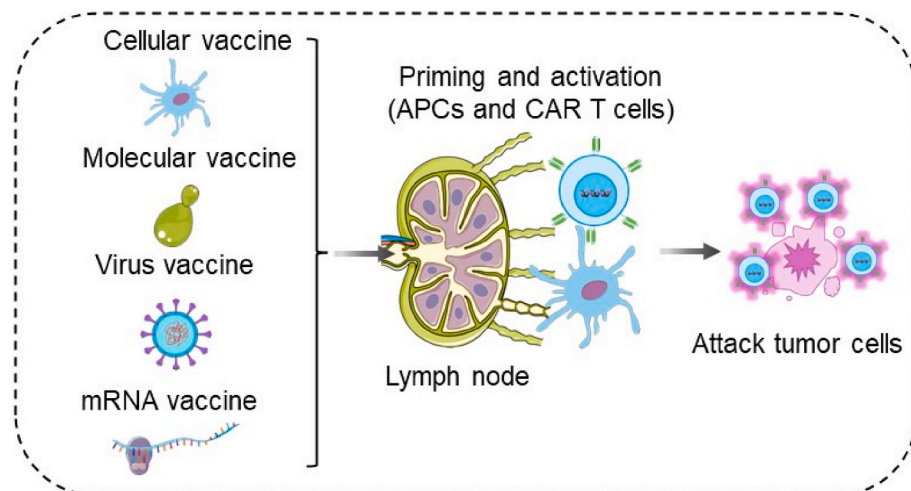 Cellular vaccine
Molecular vaccine
Virus vaccine
mRNA vaccine
Priming and activation
(APCs and CAR T cells)
Lymph node
Attack tumor cells